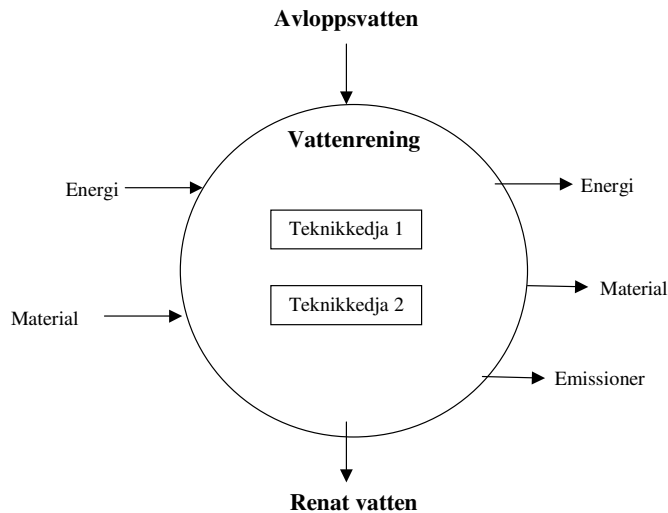 Avloppsvatten
Vattenrening
Energi
Energi
Teknikkedja 1
Teknikkedja 2
Material
Material
Emissioner
Renat vatten